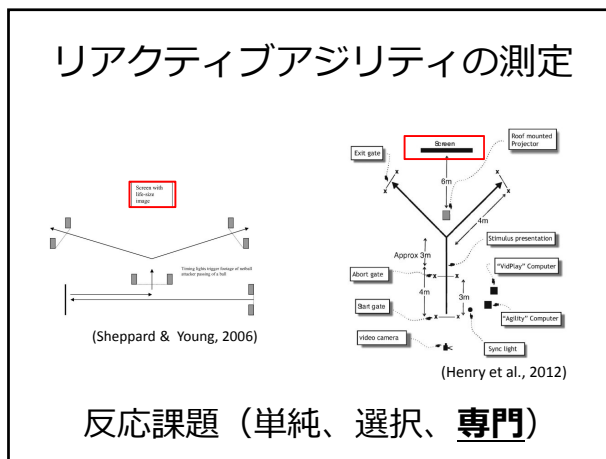 リアクティブアジリティの測定
Screen with
life-size
image
Timing lights trigger footage of netball
attacker passing of a ball
(Sheppard & Young, 2006)
Screen
Roof mounted
Projector
Exit gate
6m
4m
Approx 3m
Stimulus presentation
Abort gate
"VidPlay" Computer
4m
3m
Start gate
"Agility" Computer
video camera
Sync light
(Henry et al., 2012)
反応課題（単純、選択、専門）